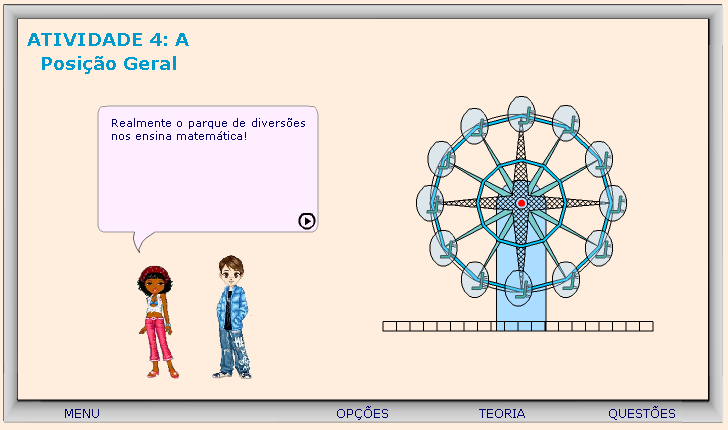 ATIVIDADE 4: A
Posição Geral
Realmente o parque de diversões
nos ensina matemática!
MENU
OPÇÕES
TEORIA
QUESTÕES